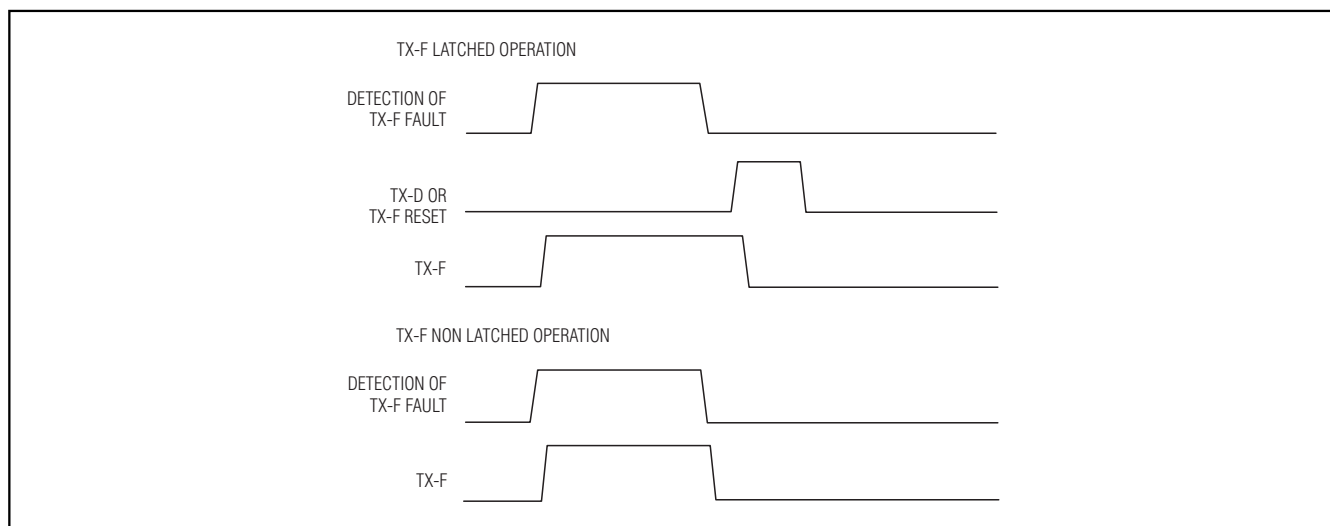 TX-F LATCHED OPERATION
DETECTION OF
TX-F FAULT
TX-D OR
TX-F RESET
TX-F
TX-F NON LATCHED OPERATION
DETECTION OF
TX-F FAULT
TX-F